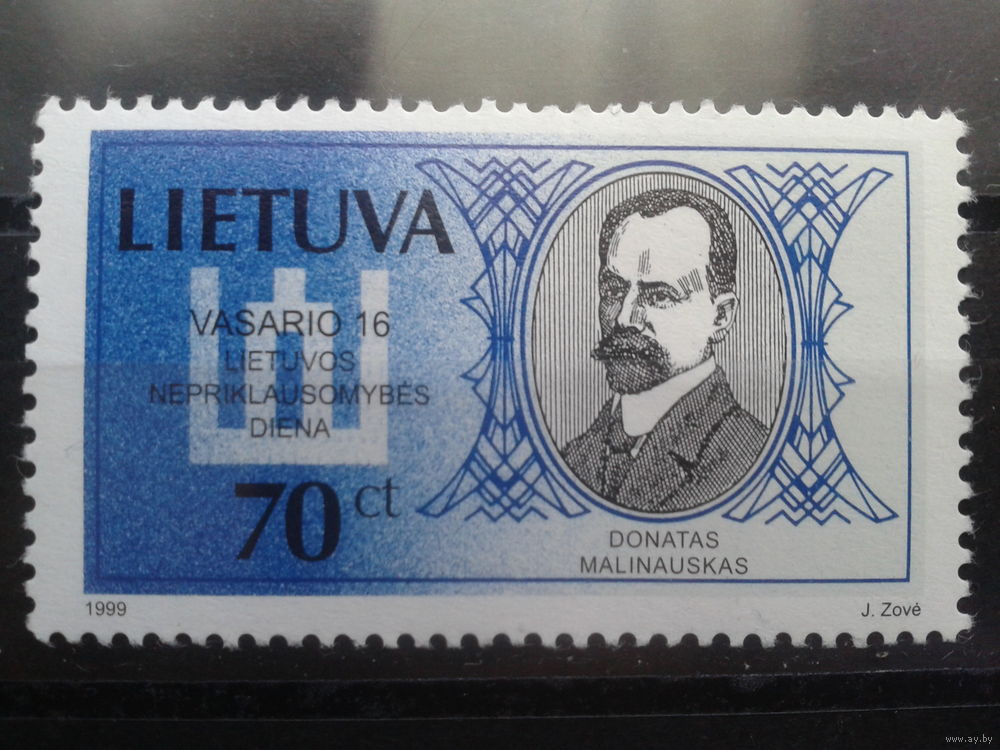 LIETUVA
VASARIO 16
LIETUVOS
NEPRIKLAUSOMYBĖS
DIENA
70 ct
DONATAS
MALINAUSKAS
1999
J. Zovė
www.ay.by